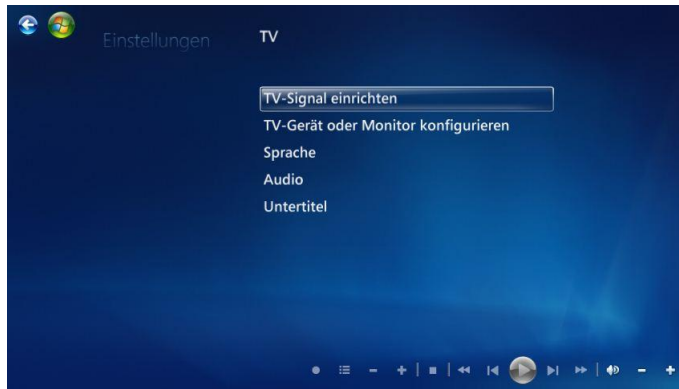 Einstellungen
TV
TV-Signal einrichten
TV-Gerät oder Monitor konfigurieren
Sprache
Audio
Untertitel